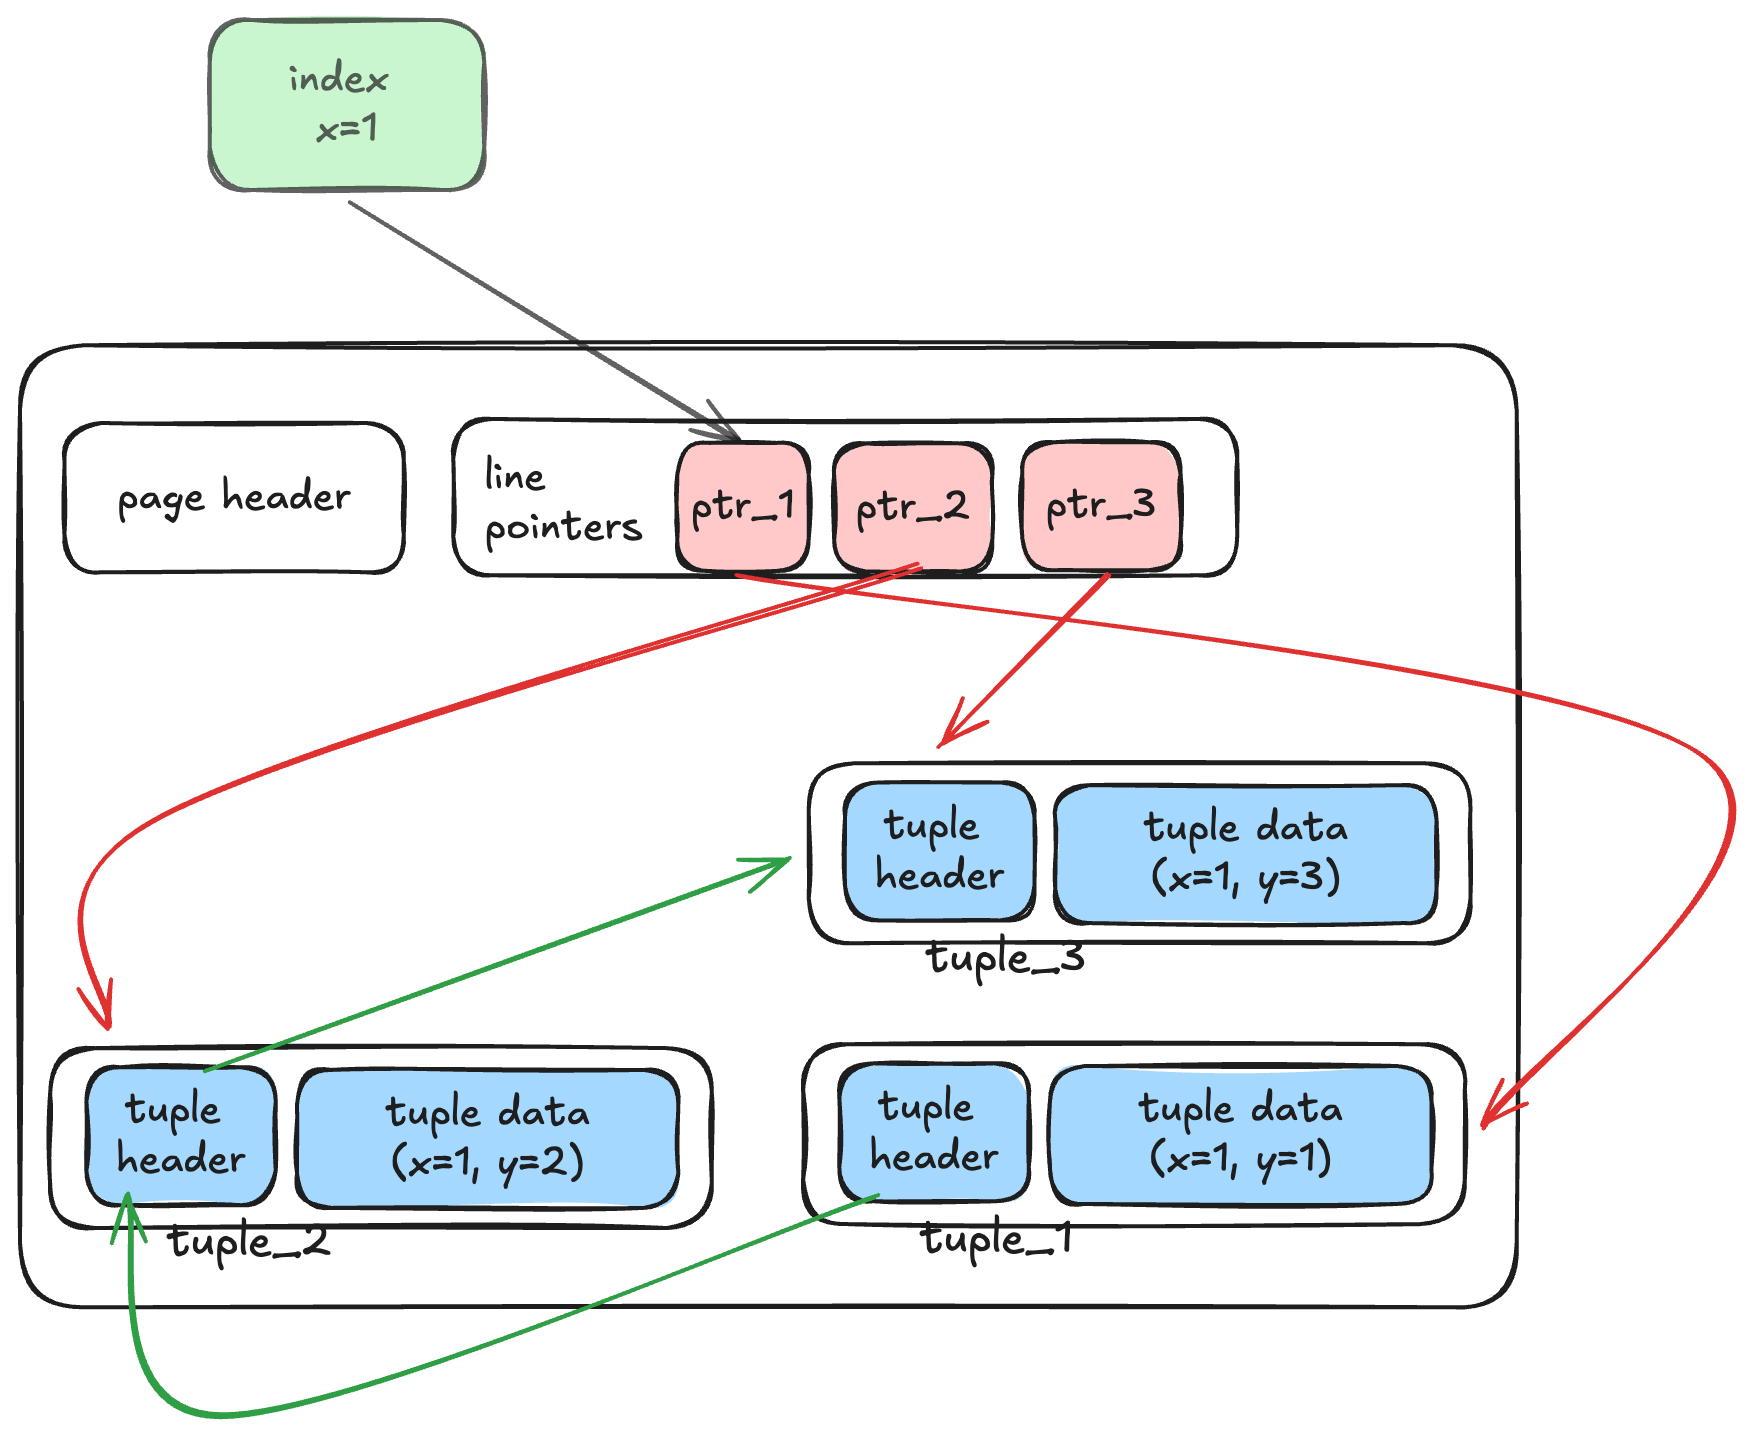 index
x=1
page header
line
pointers
ptr_1
ptr_2
ptr_3
tuple
header
tuple data
(x=1, y=3)
tuple_3
tuple
header
tuple data
(x=1, y=2)
tuple_2
tuple
header
tuple data
(x=1, y=1)
tuple_1